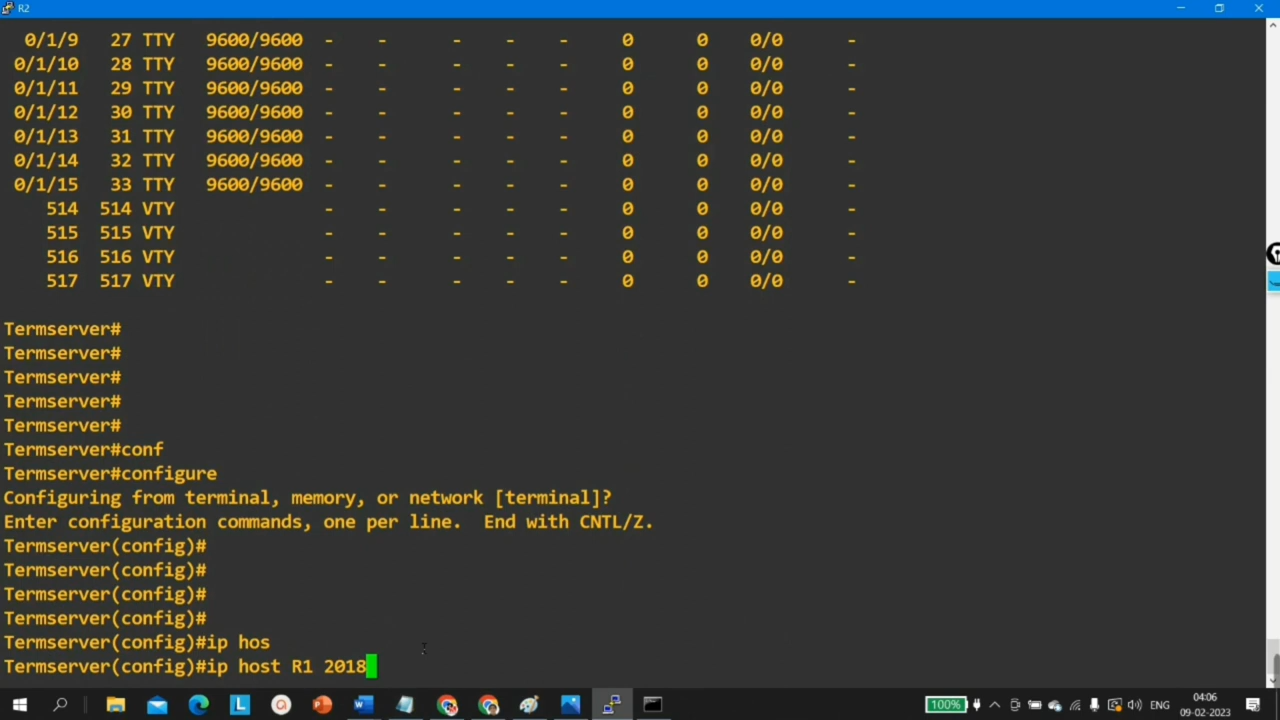 R2
0/1/9 27 TTY 9600/9600 - - - - - 0 0 0/0 -
0/1/10 28 TTY 9600/9600 - - - - - 0 0 0/0 -
0/1/11 29 TTY 9600/9600 - - - - - 0 0 0/0 -
0/1/12 30 TTY 9600/9600 - - - - - 0 0 0/0 -
0/1/13 31 TTY 9600/9600 - - - - - 0 0 0/0 -
0/1/14 32 TTY 9600/9600 - - - - - 0 0 0/0 -
0/1/15 33 TTY 9600/9600 - - - - - 0 0 0/0 -
514 514 VTY - - - - - 0 0 0/0 -
515 515 VTY - - - - - 0 0 0/0 -
516 516 VTY - - - - - 0 0 0/0 -
517 517 VTY - - - - - 0 0 0/0 -
Termserver#
Termserver#
Termserver#
Termserver#
Termserver#
Termserver#conf
Termserver#configure
Configuring from terminal, memory, or network [terminal]?
Enter configuration commands, one per line. End with CNTL/Z.
Termserver(config)#
Termserver(config)#
Termserver(config)#
Termserver(config)#
Termserver(config)#ip hos
Termserver(config)#ip host R1 2018
100% ENG 04:06
09-02-2023